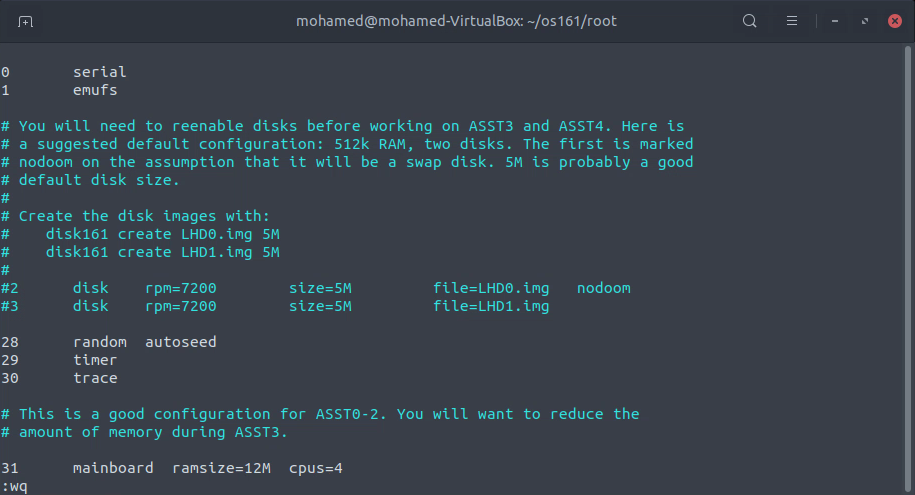 mohamed@mohamed-VirtualBox: ~/os161/root
0 serial
1 emufs
# You will need to reenable disks before working on ASST3 and ASST4. Here is
# a suggested default configuration: 512k RAM, two disks. The first is marked
# nodoom on the assumption that it will be a swap disk. 5M is probably a good
# default disk size.
#
# Create the disk images with:
#    disk161 create LHD0.img 5M
#    disk161 create LHD1.img 5M
#
#2 disk rpm=7200 size=5M file=LHD0.img nodoom
#3 disk rpm=7200 size=5M file=LHD1.img
28 random autoseed
29 timer
30 trace
# This is a good configuration for ASST0-2. You will want to reduce the
# amount of memory during ASST3.
31 mainboard ramsize=12M cpus=4
:wq